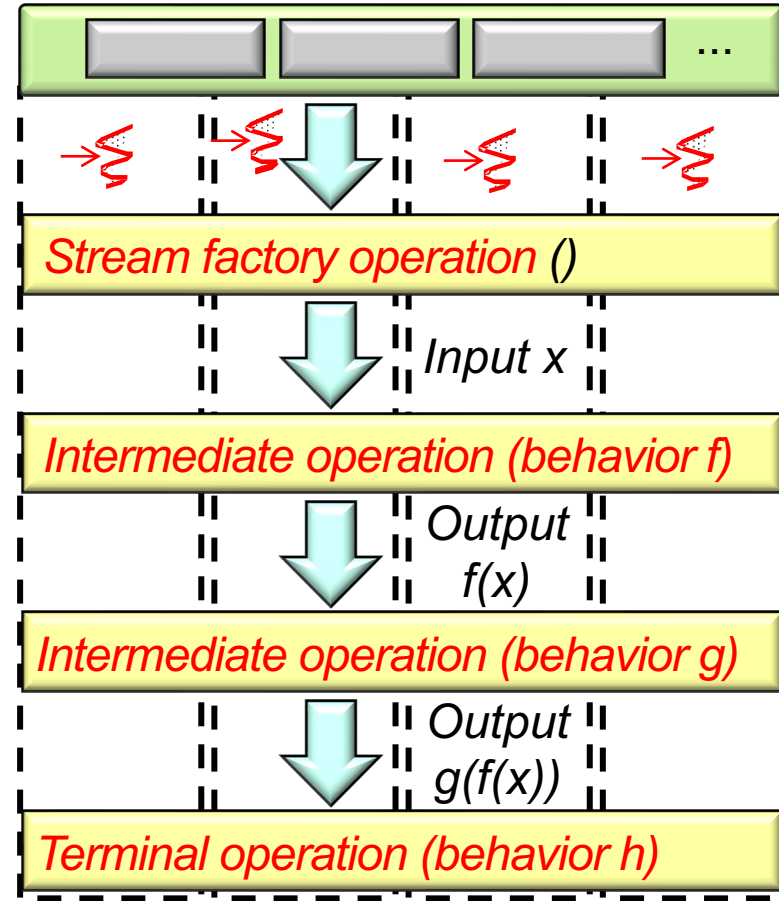 ...
Stream factory operation ()
Input x
Intermediate operation (behavior f)
Output
f(x)
Intermediate operation (behavior g)
Output
g(f(x))
Terminal operation (behavior h)